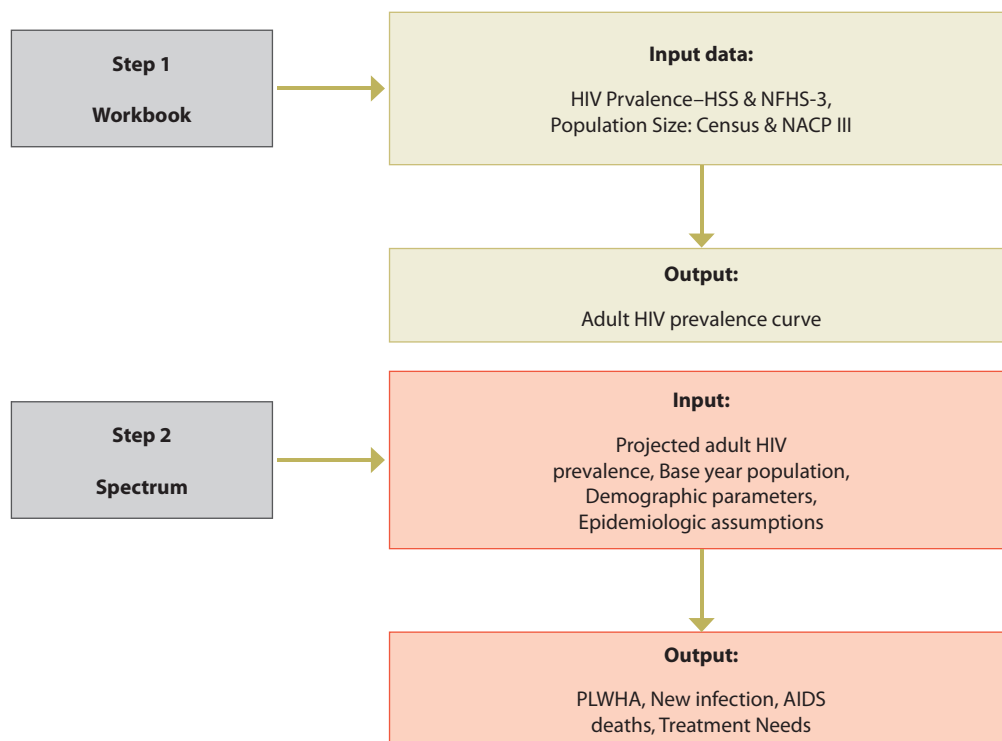 Step 1
Workbook
Input data:
HIV Prvalence–HSS & NFHS-3,
Population Size: Census & NACP III
Output:
Adult HIV prevalence curve
Step 2
Spectrum
Input:
Projected adult HIV
prevalence, Base year population,
Demographic parameters,
Epidemiologic assumptions
Output:
PLWHA, New infection, AIDS
deaths, Treatment Needs